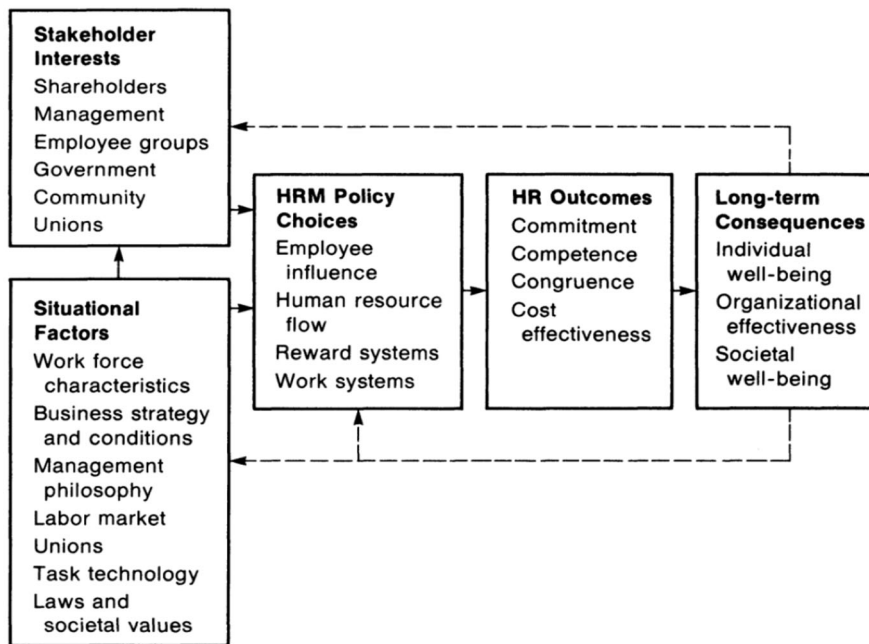 Stakeholder
Interests
Shareholders
Management
Employee groups
Government
Community
Unions
Situational
Factors
Work force
characteristics
Business strategy
and conditions
Management
philosophy
Labor market
Unions
Task technology
Laws and
societal values
HRM Policy
Choices
Employee
influence
Human resource
flow
Reward systems
Work systems
HR Outcomes
Commitment
Competence
Congruence
Cost
effectiveness
Long-term
Consequences
Individual
well-being
Organizational
effectiveness
Societal
well-being